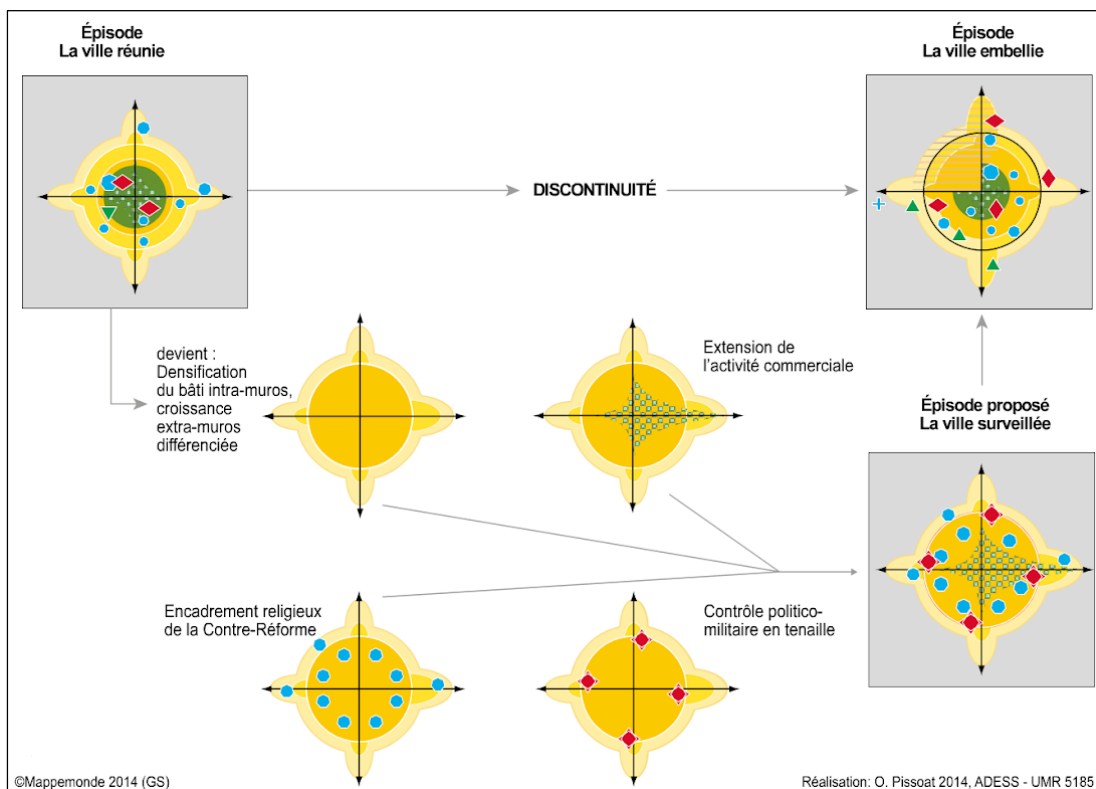 Épisode
La ville réunie
Épisode
La ville embellie
DISCONTINUITÉ
devient :
Densification
du bâti intra-muros,
croissance
extra-muros
différenciée
Extension de
l'activité commerciale
Épisode proposé
La ville surveillée
Encadrement religieux
de la Contre-Réforme
Contrôle politico-
militaire en tenaille
©Mappemonde 2014 (GS)
Réalisation: O. Pissoat 2014, ADESS - UMR 5185